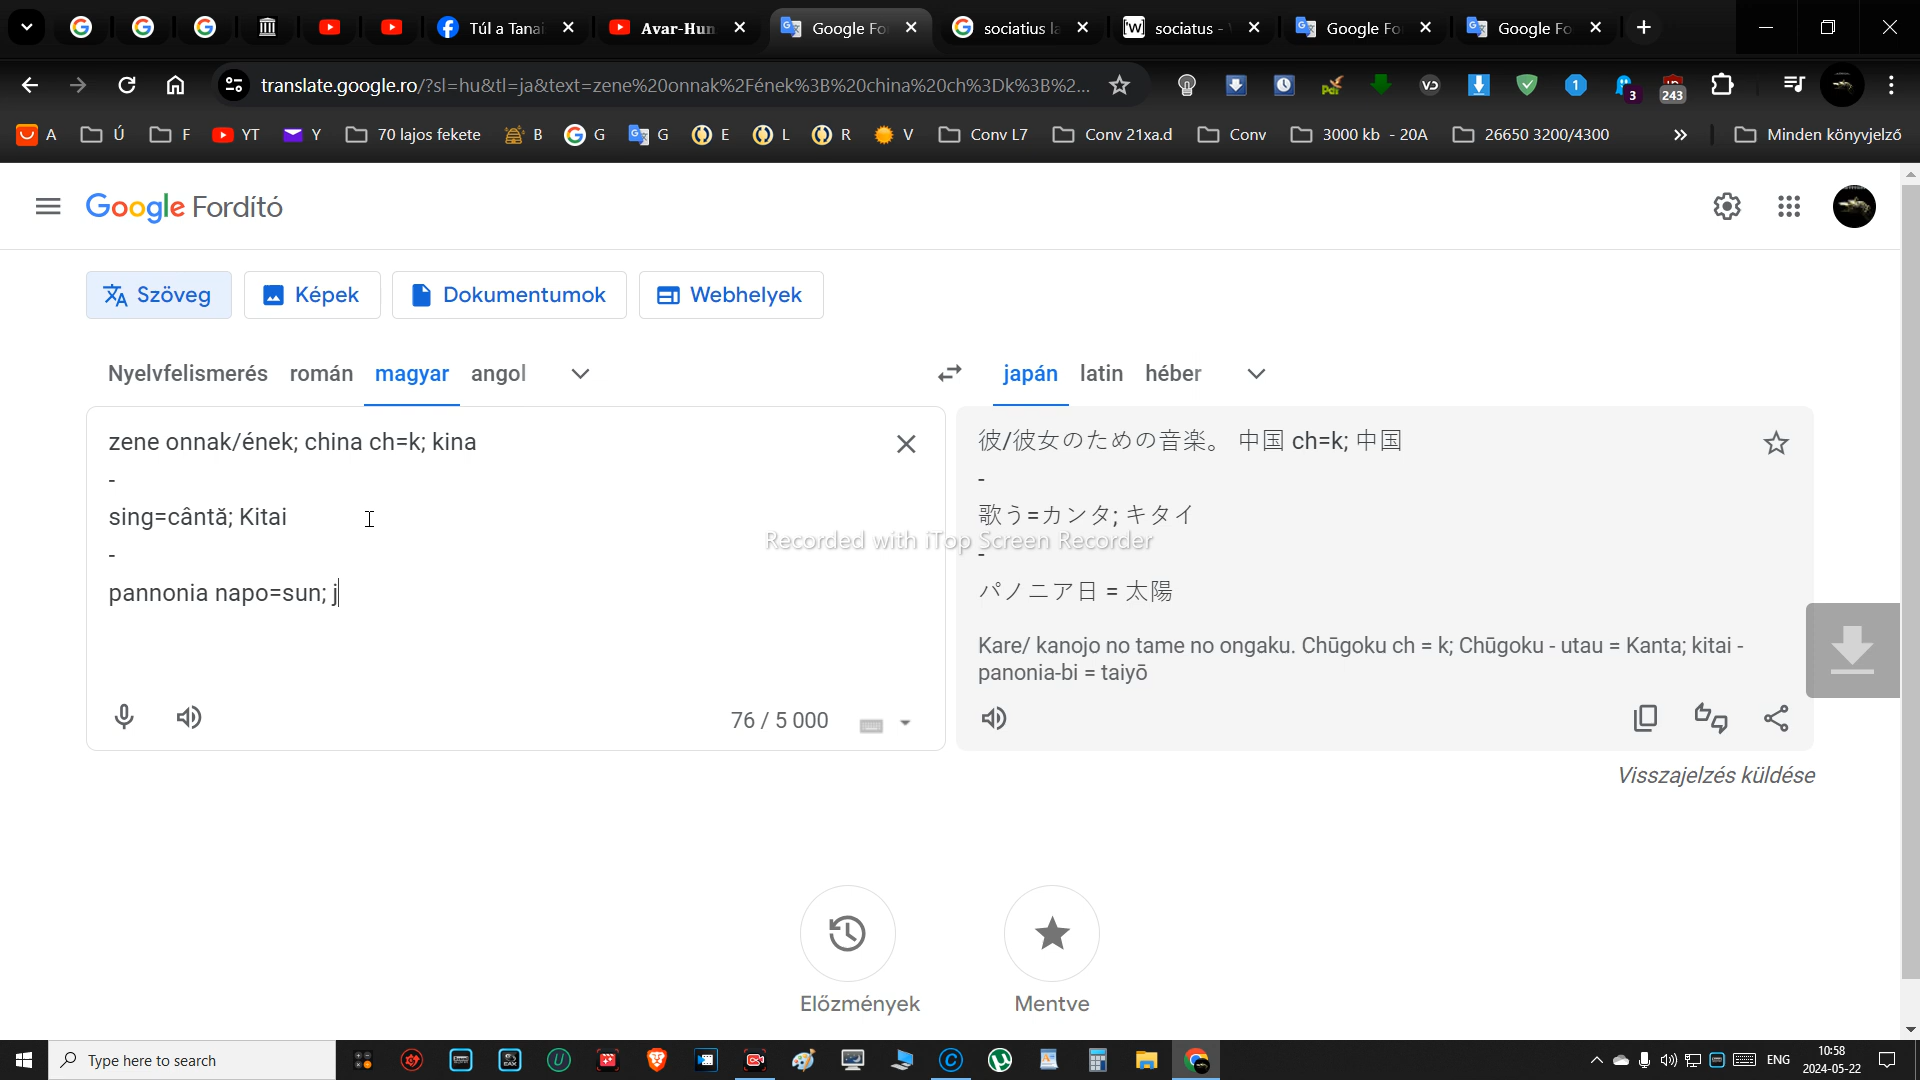 Túl a Tanai
Avar-Hun
Google Fo
sociatius la
sociatus -
Google Fo
Google Fo
translate.google.ro/?sl=hu&tl=ja&text=zene%20onnak%2Fének%3B%20china%20ch%3Dk%3B%2...
3
243
A Ú F YT Y 70 lajos fekete B G G E L R V Conv L7 Conv 21xa.d Conv 3000 kb - 20A 26650 3200/4300 » Minden könyvjelző
Google Fordító
Szöveg Képek Dokumentumok Webhelyek
Nyelvfelismerés román magyar angol
japán latin héber
zene onnak/ének; china ch=k; kina
-
sing=cântă; Kitai
-
pannonia napo=sun; j
76 / 5 000
彼/彼女のための音楽。 中国 ch=k; 中国
-
歌う=カンタ; キタイ
-
パノニア日 = 太陽
Kare/ kanojo no tame no ongaku. Chūgoku ch = k; Chūgoku - utau = Kanta; kitai -
panonia-bi = taiyō
Recorded with iTop Screen Recorder
Visszajelzés küldése
Előzmények
Mentve
Type here to search
ENG
10:58
2024-05-22